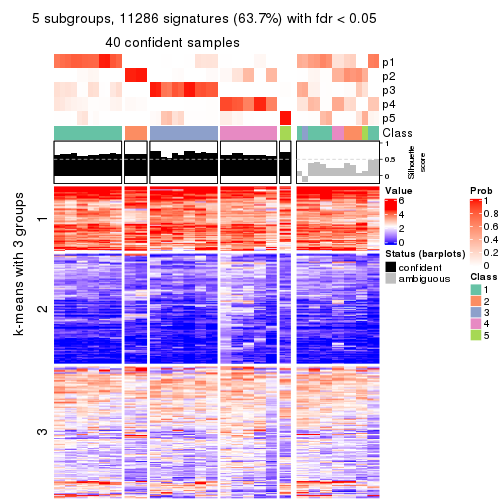 5 subgroups, 11286 signatures (63.7%) with fdr < 0.05
40 confident samples
p1
p2
p3
p4
p5
Class
1
0.5
0
Silhouette
score
k-means with 3 groups
1
2
3
Value
6
4
2
0
Status (barplots)
confident
ambiguous
Prob
1
0.8
0.6
0.4
0.2
0
Class
1
2
3
4
5